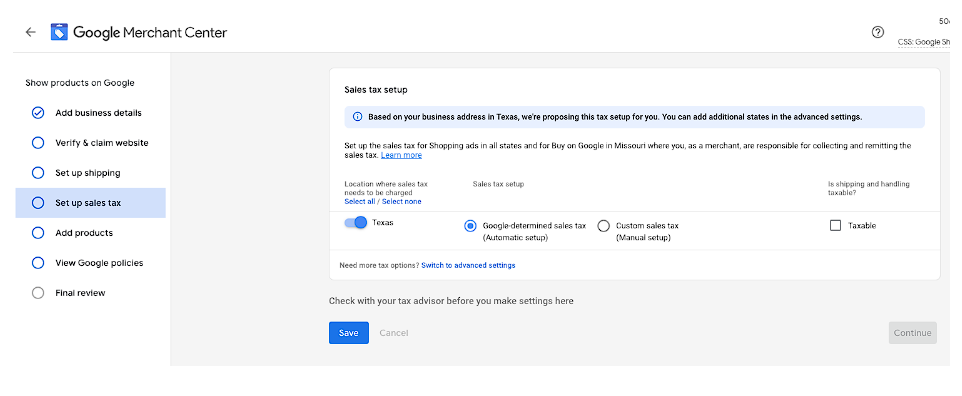 Google Merchant Center
CSS: Google Sh
Show products on Google
Add business details
Verify & claim website
Set up shipping
Set up sales tax
Add products
View Google policies
Final review
Sales tax setup
Based on your business address in Texas, we're proposing this tax setup for you. You can add additional states in the advanced settings.
Set up the sales tax for Shopping ads in all states and for Buy on Google in Missouri where you, as a merchant, are responsible for collecting and remitting the
sales tax. Learn more
Location where sales tax
needs to be charged
Select all / Select none
Sales tax setup
Is shipping and handling
taxable?
Texas
Google-determined sales tax
(Automatic setup)
Custom sales tax
(Manual setup)
Taxable
Need more tax options? Switch to advanced settings
Check with your tax advisor before you make settings here
Save
Cancel
Continue